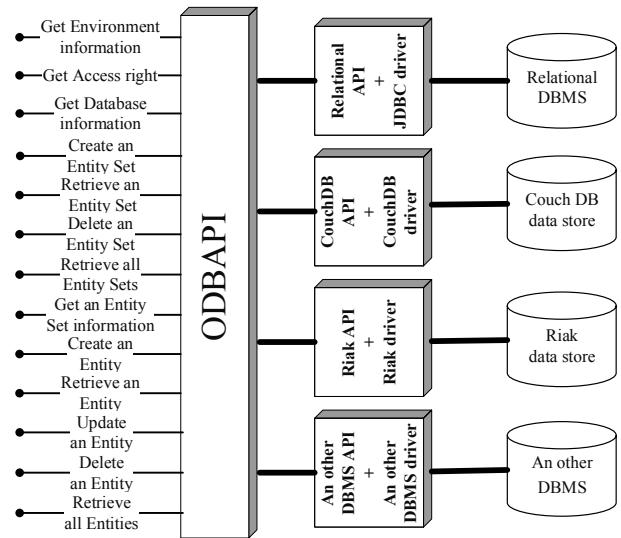 Get Environment
information
Get Access right
Get Database
information
Create an
Entity Set
Retrieve an
Entity Set
Delete an
Entity Set
Retrieve all
Entity Sets
Get an Entity
Set information
Create an
Entity
Retrieve an
Entity
Update
an Entity
Delete
an Entity
Retrieve
all Entities
ODBAPI
Relational
API
+
JDBC driver
Relational
DBMS
CouchDB
API
+
CouchDB
driver
Couch DB
data store
Riak API
+
Riak driver
Riak
data store
An other
DBMS API
+
An other
DBMS driver
An other
DBMS